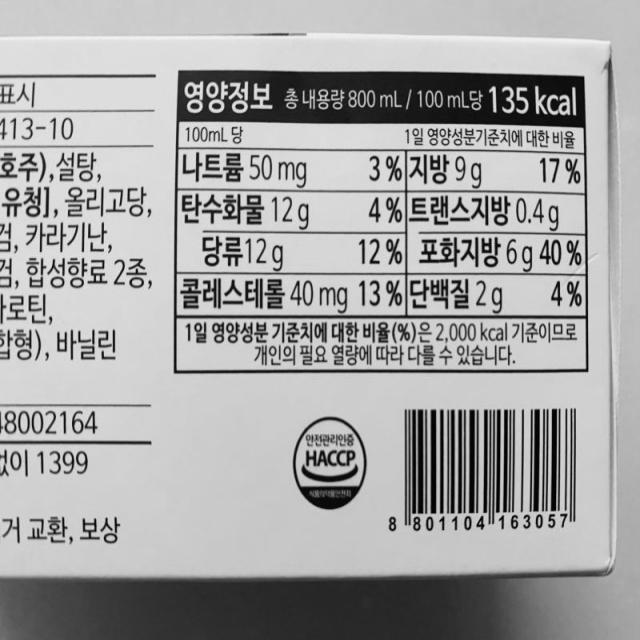 표시
413-10
호주), 설탕,
유청], 올리고당,
검, 카라기난,
검, 합성향료 2종,
로틴,
합형), 바닐린
48002164
없이 1399
거 교환, 보상
영양정보 총 내용량 800 mL / 100 mL당 135 kcal
100mL 당 1일 영양성분기준치에 대한 비율
나트륨 50 mg 3 % 지방 9 g 17 %
탄수화물 12 g 4 % 트랜스지방 0.4 g
당류 12 g 12 % 포화지방 6 g 40 %
콜레스테롤 40 mg 13 % 단백질 2 g 4 %
1일 영양성분 기준치에 대한 비율(%)은 2,000 kcal 기준이므로
개인의 필요 열량에 따라 다를 수 있습니다.
안전관리인증
HACCP
식품의약품안전처
8 801104 163057